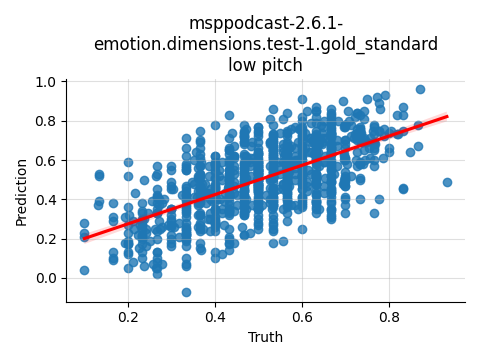 msppodcast-2.6.1-
emotion.dimensions.test-1.gold_standard
low pitch
1.0
0.8
0.6
0.4
0.2
0.0
Prediction
0.2 0.4 0.6 0.8
Truth